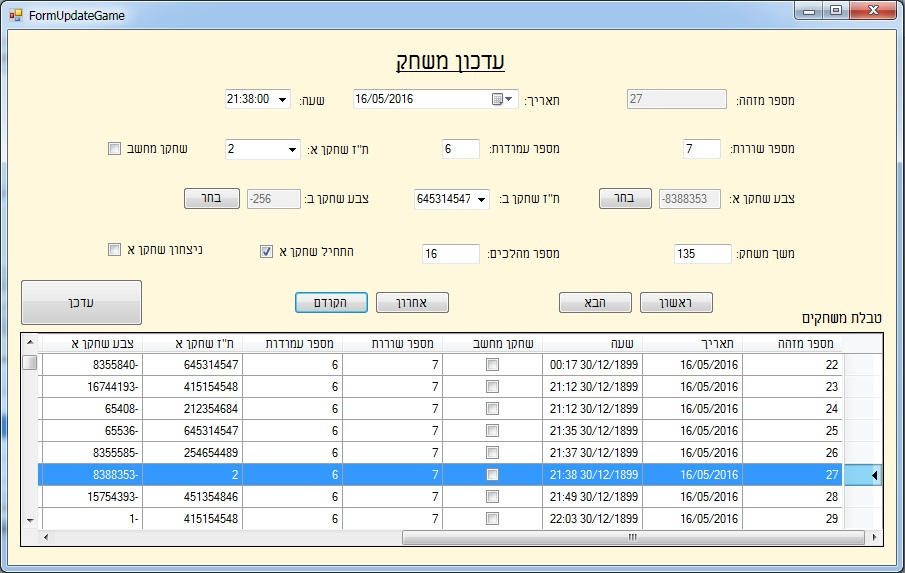 FormUpdateGame
עדכון משחק
מספר מזהה: 27 תאריך: 16/05/2016 שעה: 21:38:00
מספר שורות: 7 מספר עמודות: 6 ת"ז שחקן א: 2 שחקן מחשב
צבע שחקן א: -8388353 בחר ת"ז שחקן ב: 645314547 צבע שחקן ב: -256 בחר
משך משחק: 135 מספר מהלכים: 16 התחיל שחקן א ניצחון שחקן א
ראשון הבא אחרון הקודם עדכן
טבלת משחקים
מספר מזהה תאריך שעה שחקן מחשב מספר שורות מספר עמודות ת"ז שחקן א צבע שחקן א
22 16/05/2016 00:17 30/12/1899 7 6 645314547 8355840-
23 16/05/2016 21:12 30/12/1899 7 6 415154548 16744193-
24 16/05/2016 21:12 30/12/1899 7 6 212354684 65408-
25 16/05/2016 21:35 30/12/1899 7 6 645314547 65536-
26 16/05/2016 21:37 30/12/1899 7 6 254654489 8355585-
27 16/05/2016 21:38 30/12/1899 7 6 2 8388353-
28 16/05/2016 21:49 30/12/1899 7 6 451354846 15754393-
29 16/05/2016 22:03 30/12/1899 7 6 415154548 1-